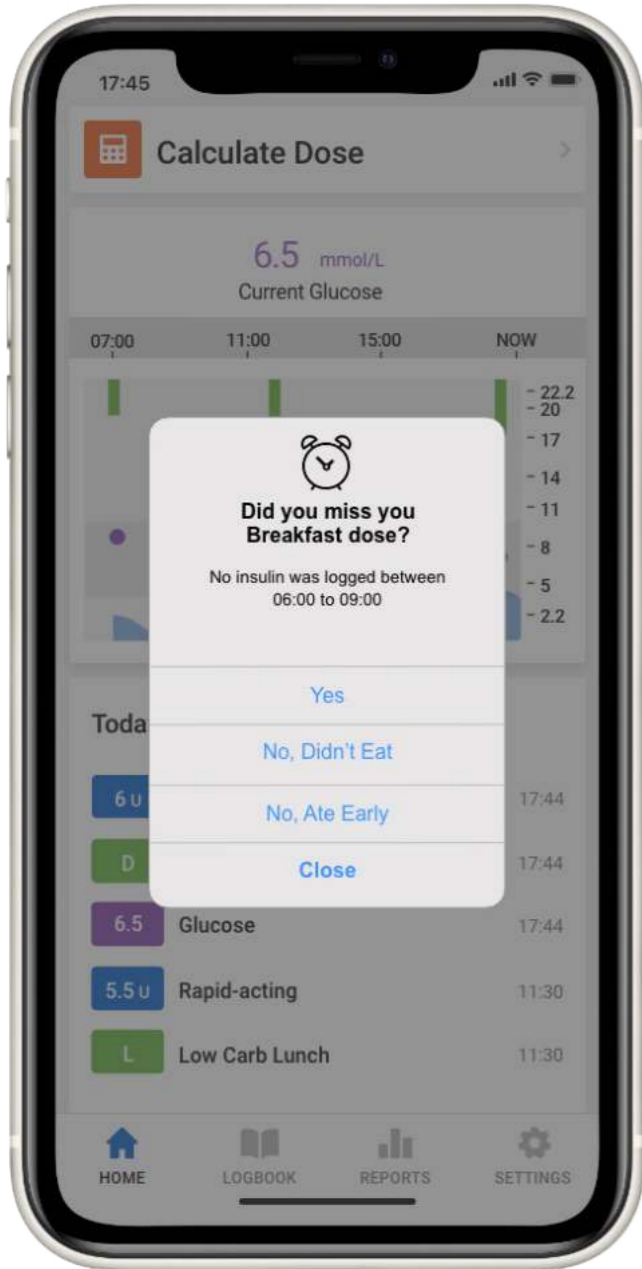 17:45
Calculate Dose
6.5 mmol/L
Current Glucose
07:00 11:00 15:00 NOW
22.2
20
17
14
11
8
5
2.2
Did you miss you
Breakfast dose?
No insulin was logged between
06:00 to 09:00
Yes
No, Didn't Eat
No, Ate Early
Close
Toda
6 U 17:44
D 17:44
6.5 Glucose 17:44
5.5 U Rapid-acting 11:30
L Low Carb Lunch 11:30
HOME LOGBOOK REPORTS SETTINGS